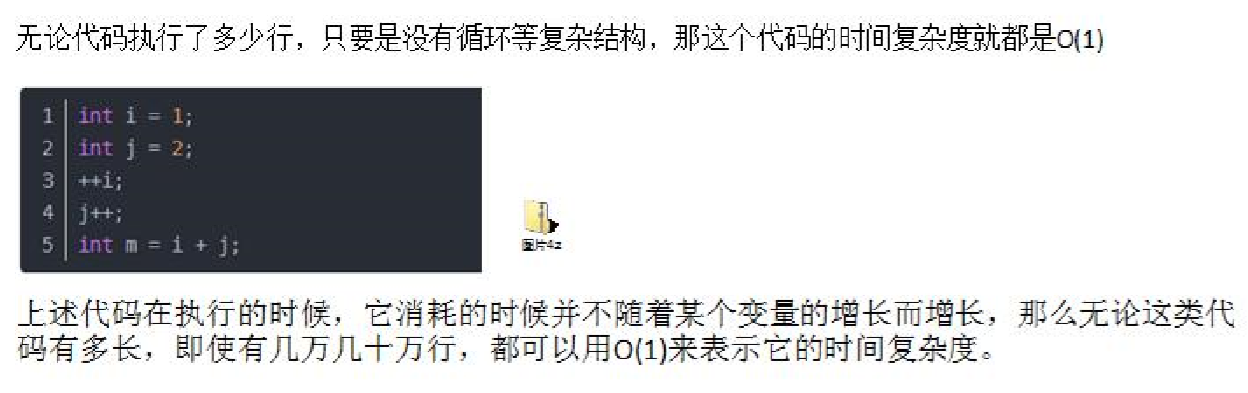 无论代码执行了多少行，只要是没有循环等复杂结构，那这个代码的时间复杂度就都是O(1)
1 int i = 1;
2 int j = 2;
3 ++i;
4 j++;
5 int m = i + j;
图片4z
上述代码在执行的时候，它消耗的时候并不随着某个变量的增长而增长，那么无论这类代
码有多长，即使有几万几十万行，都可以用O(1)来表示它的时间复杂度。